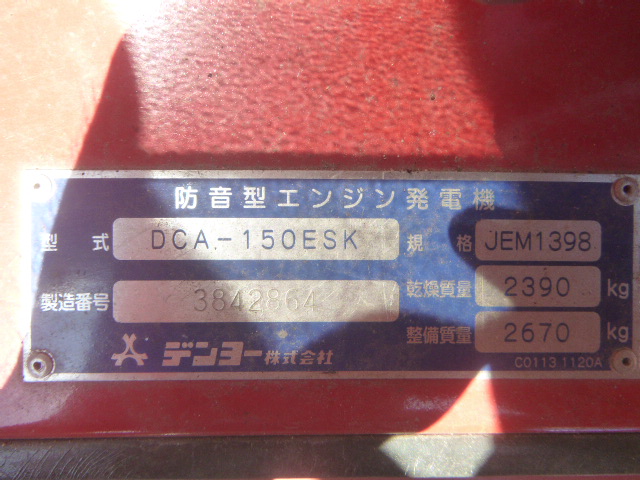 防音型エンジン発電機
型式 DCA-150ESK 規格 JEM1398
製造番号 3842864 乾燥質量 2390 kg
整備質量 2670 kg
デンヨー株式会社 C0113 1120A